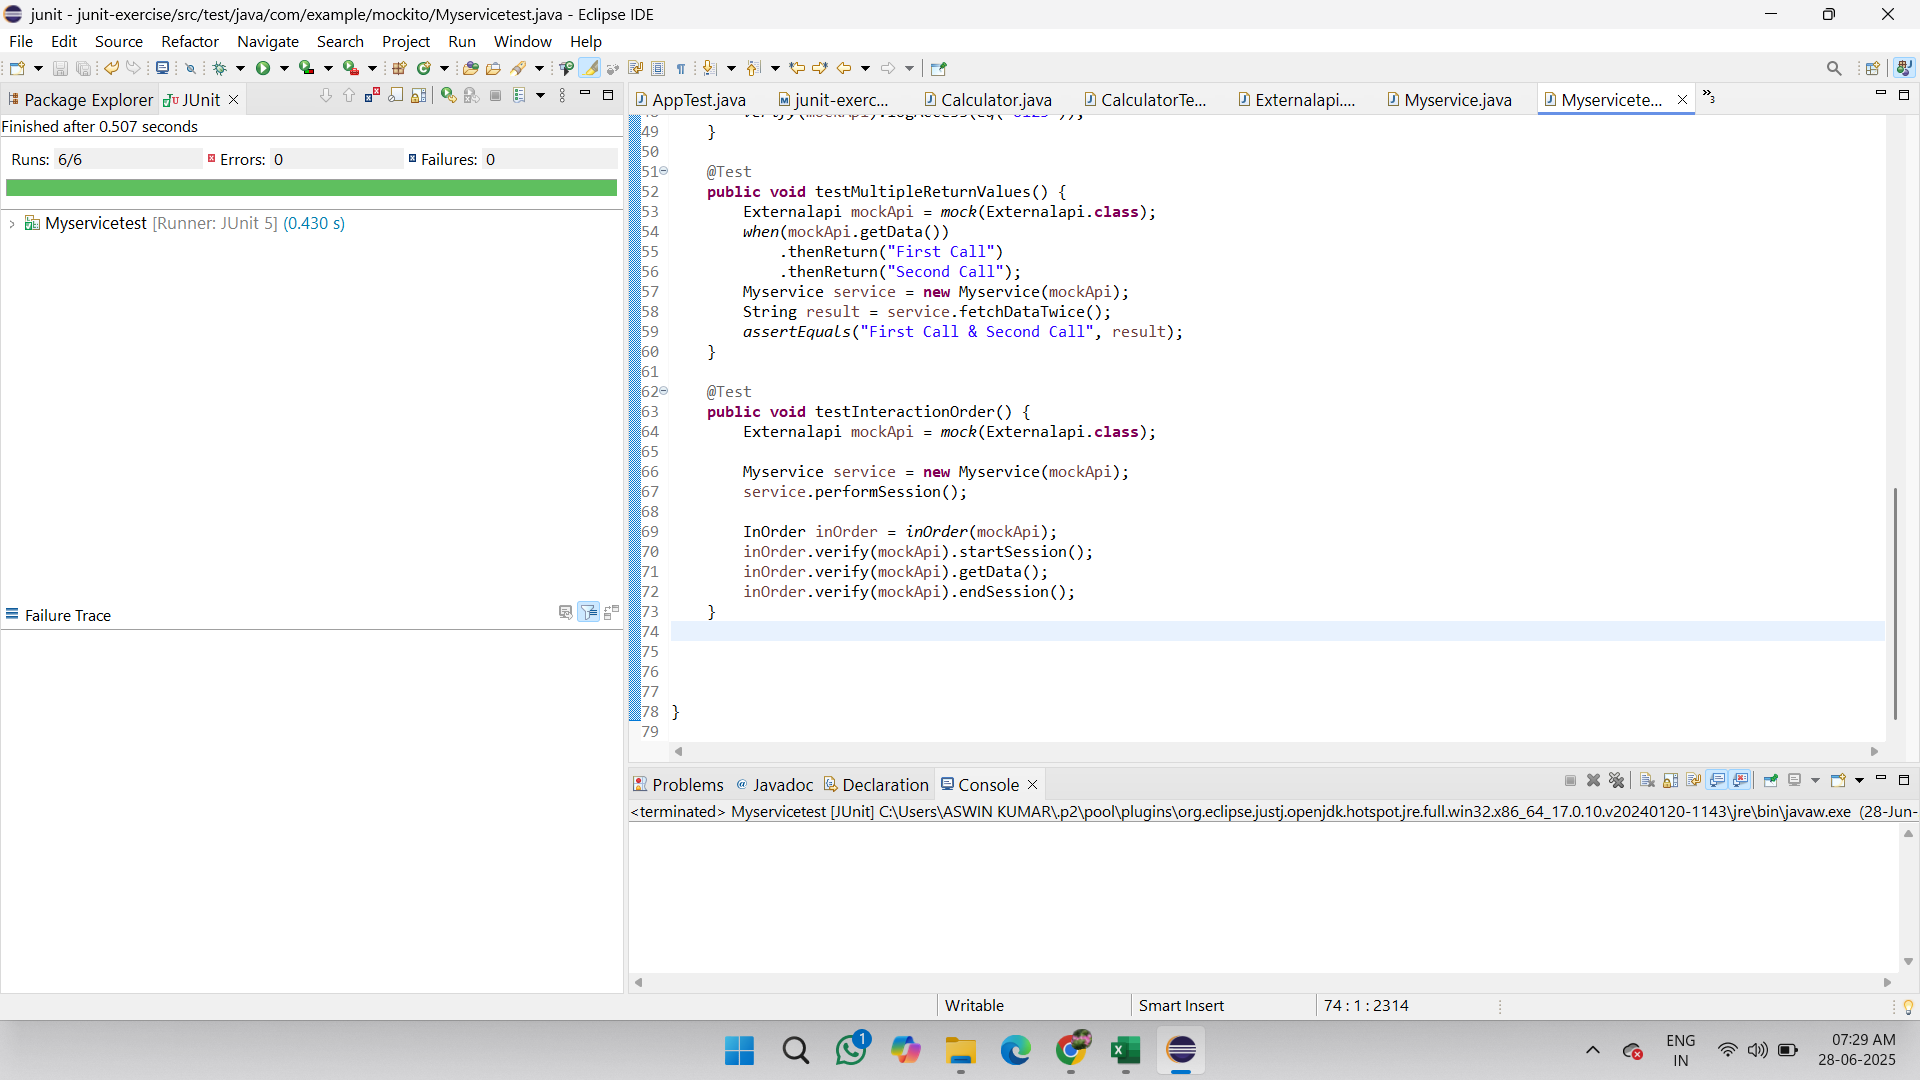 junit - junit-exercise/src/test/java/com/example/mockito/Myservicetest.java - Eclipse IDE
File Edit Source Refactor Navigate Search Project Run Window Help
Package Explorer JUnit
Finished after 0.507 seconds
Runs: 6/6 Errors: 0 Failures: 0
Myservicetest [Runner: JUnit 5] (0.430 s)
Failure Trace
AppTest.java junit-exerc... Calculator.java CalculatorTe... Externalapi.... Myservice.java Myservicete... »3
49 }
50
51 @Test
52 public void testMultipleReturnValues() {
53 Externalapi mockApi = mock(Externalapi.class);
54 when(mockApi.getData())
55 .thenReturn("First Call")
56 .thenReturn("Second Call");
57 Myservice service = new Myservice(mockApi);
58 String result = service.fetchDataTwice();
59 assertEquals("First Call & Second Call", result);
60 }
61
62 @Test
63 public void testInteractionOrder() {
64 Externalapi mockApi = mock(Externalapi.class);
65
66 Myservice service = new Myservice(mockApi);
67 service.performSession();
68
69 InOrder inOrder = inOrder(mockApi);
70 inOrder.verify(mockApi).startSession();
71 inOrder.verify(mockApi).getData();
72 inOrder.verify(mockApi).endSession();
73 }
74
75
76
77
78 }
79
Problems Javadoc Declaration Console
<terminated> Myservicetest [JUnit] C:\Users\ASWIN KUMAR\.p2\pool\plugins\org.eclipse.justj.openjdk.hotspot.jre.full.win32.x86_64_17.0.10.v20240120-1143\jre\bin\javaw.exe (28-Jun-
Writable Smart Insert 74 : 1 : 2314
1
ENG
IN
07:29 AM
28-06-2025